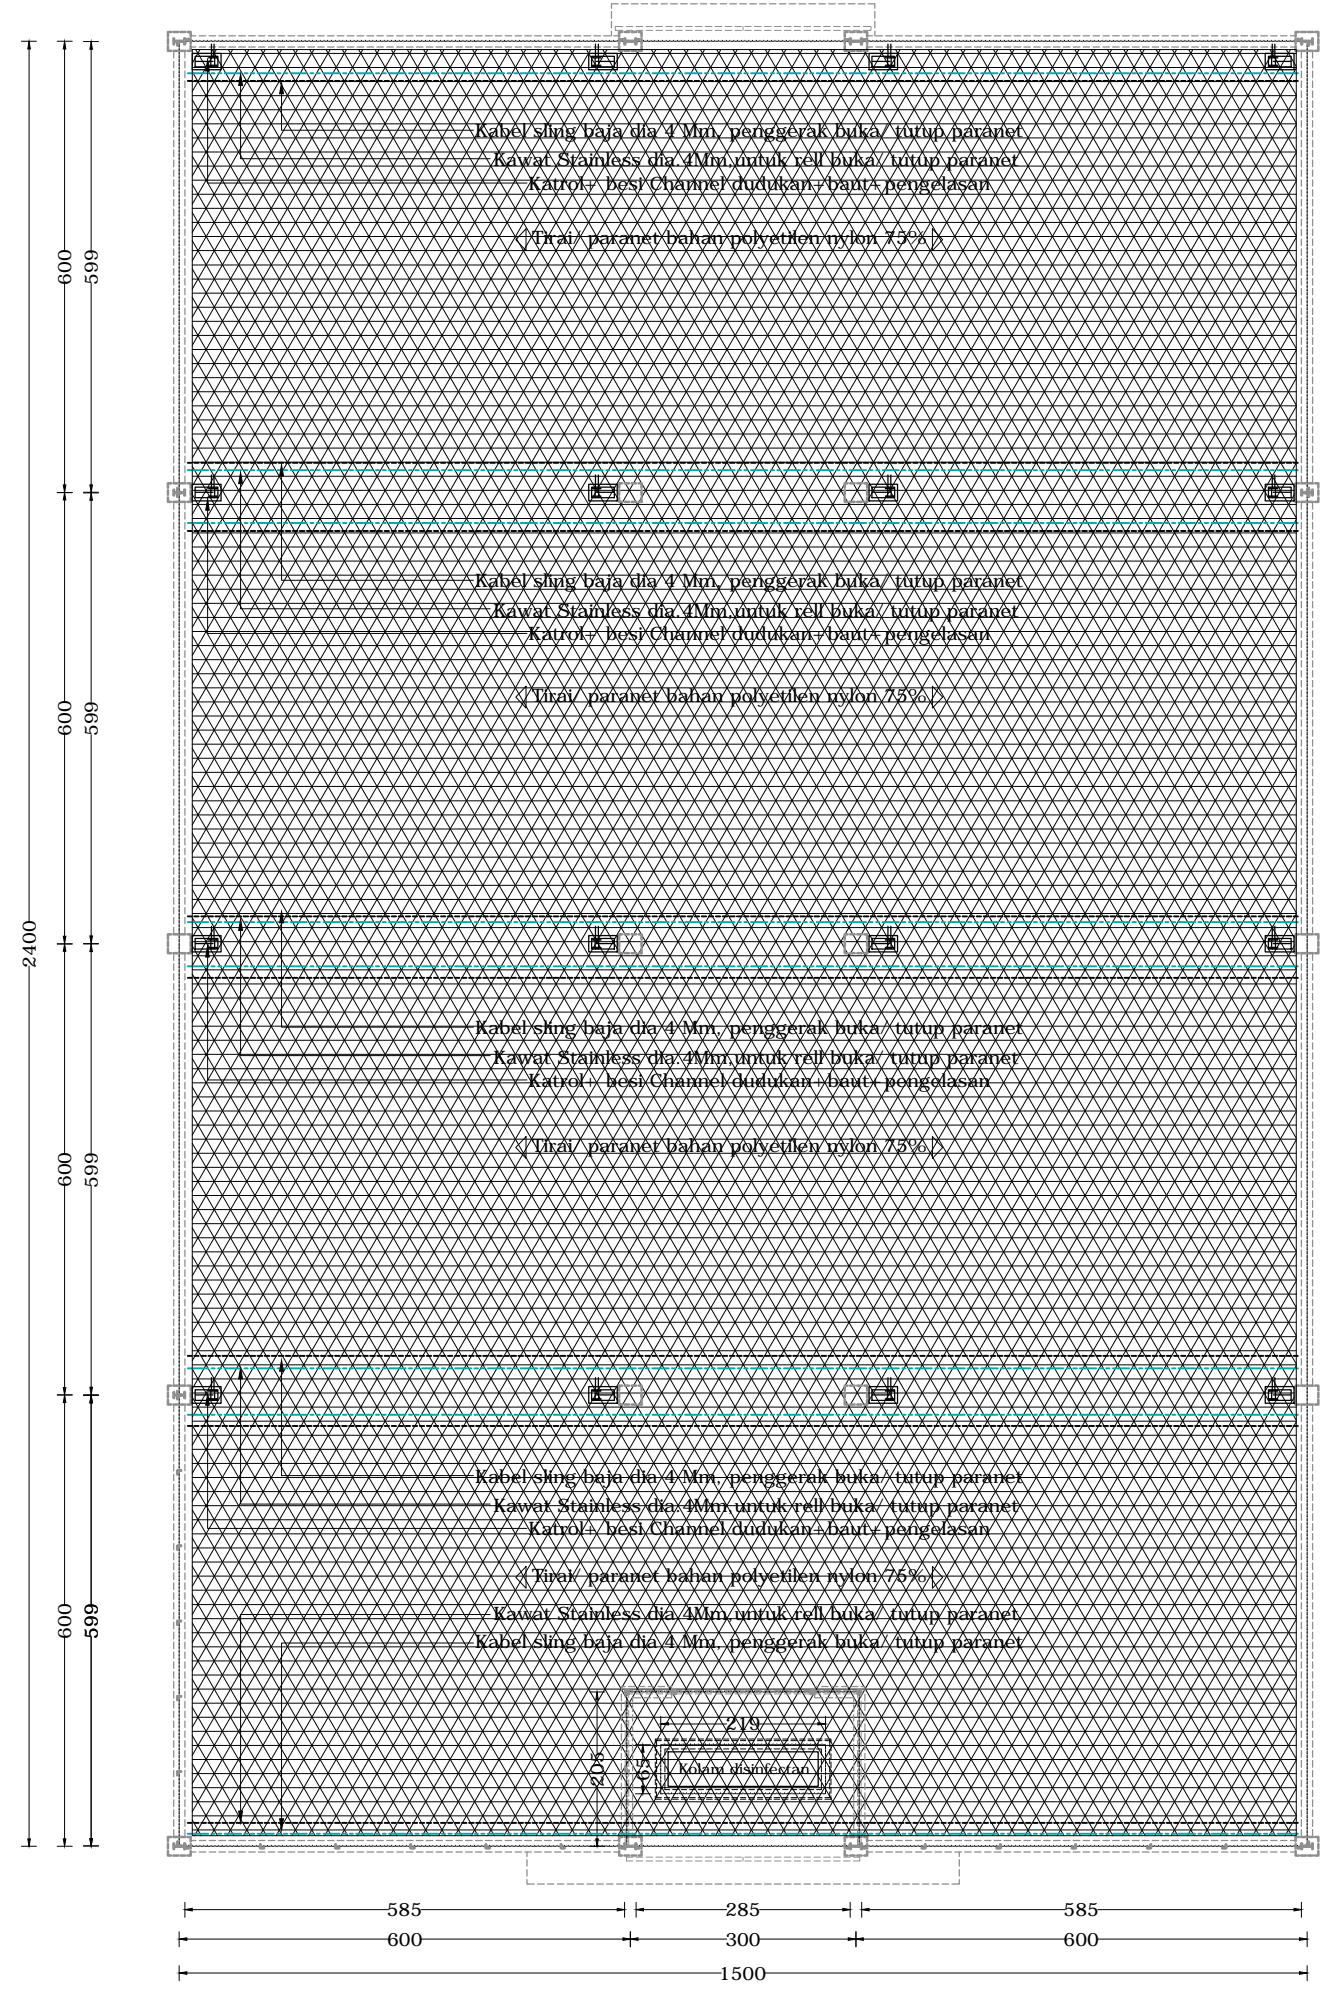 Kabel sling baja dia 4 Mm, penggerak buka/ tutup paranet
Kawat Stainless dia.4Mm,untuk rell buka/ tutup paranet
Katrol+ besi Channel dudukan+baut+pengelasan
Tirai/ paranet bahan polyetilen nylon 75%
600
599
Kabel sling baja dia 4 Mm, penggerak buka/ tutup paranet
Kawat Stainless dia.4Mm,untuk rell buka/ tutup paranet
Katrol+ besi Channel dudukan+baut+pengelasan
Tirai/ paranet bahan polyetilen nylon 75%
600
599
2400
Kabel sling baja dia 4 Mm, penggerak buka/ tutup paranet
Kawat Stainless dia.4Mm,untuk rell buka/ tutup paranet
Katrol+ besi Channel dudukan+baut+pengelasan
Tirai/ paranet bahan polyetilen nylon 75%
600
599
Kabel sling baja dia 4 Mm, penggerak buka/ tutup paranet
Kawat Stainless dia.4Mm,untuk rell buka/ tutup paranet
Katrol+ besi Channel dudukan+baut+pengelasan
Tirai/ paranet bahan polyetilen nylon 75%
Kawat Stainless dia.4Mm,untuk rell buka/ tutup paranet
Kabel sling baja dia 4 Mm, penggerak buka/ tutup paranet
600
599
219
205
65
Kolam disinfectan
585
285
585
600
300
600
1500